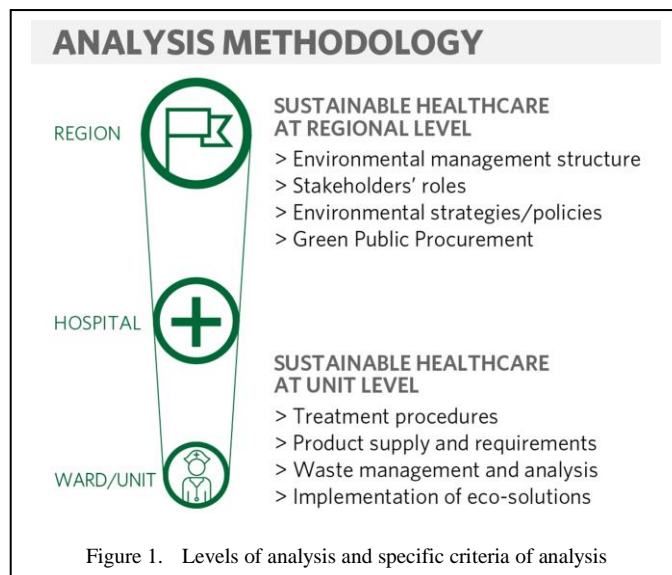 ANALYSIS METHODOLOGY
REGION
SUSTAINABLE HEALTHCARE
AT REGIONAL LEVEL
> Environmental management structure
> Stakeholders’ roles
> Environmental strategies/policies
> Green Public Procurement
HOSPITAL
SUSTAINABLE HEALTHCARE
AT UNIT LEVEL
> Treatment procedures
> Product supply and requirements
> Waste management and analysis
> Implementation of eco-solutions
WARD/UNIT
Figure 1. Levels of analysis and specific criteria of analysis